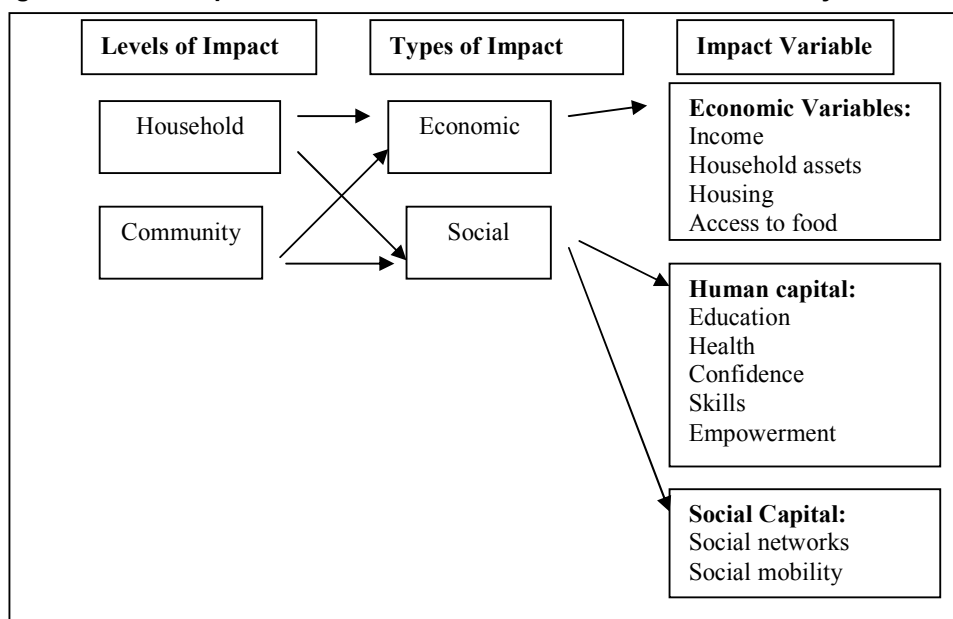 Levels of Impact
Types of Impact
Impact Variable
Household
Economic
Economic Variables:
Income
Household assets
Housing
Access to food
Community
Social
Human capital:
Education
Health
Confidence
Skills
Empowerment
Social Capital:
Social networks
Social mobility